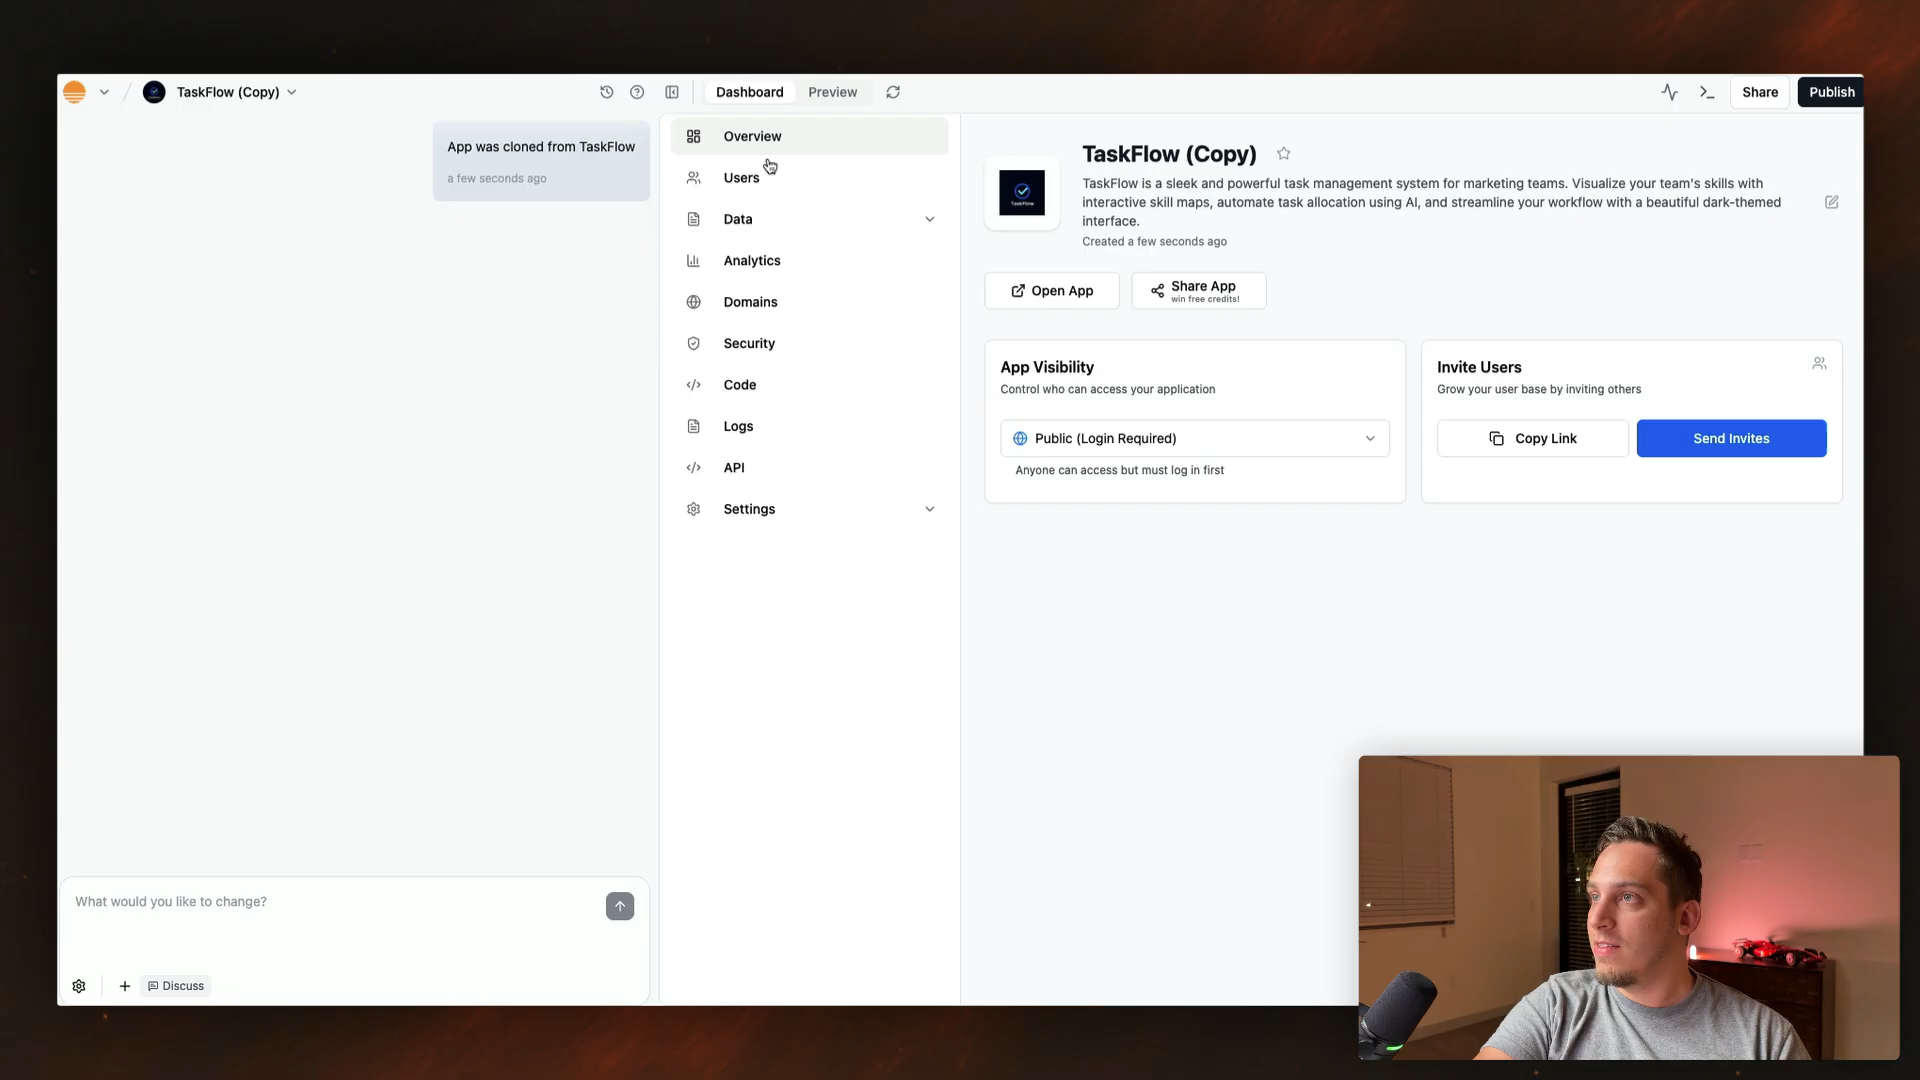 TaskFlow (Copy)
Dashboard
Preview
Share
Publish
App was cloned from TaskFlow
a few seconds ago
Overview
Users
Data
Analytics
Domains
Security
Code
Logs
API
Settings
TaskFlow
TaskFlow (Copy)
TaskFlow is a sleek and powerful task management system for marketing teams. Visualize your team's skills with
interactive skill maps, automate task allocation using AI, and streamline your workflow with a beautiful dark-themed
interface.
Created a few seconds ago
Open App
Share App
win free credits!
App Visibility
Control who can access your application
Public (Login Required)
Anyone can access but must log in first
Invite Users
Grow your user base by inviting others
Copy Link
Send Invites
What would you like to change?
Discuss